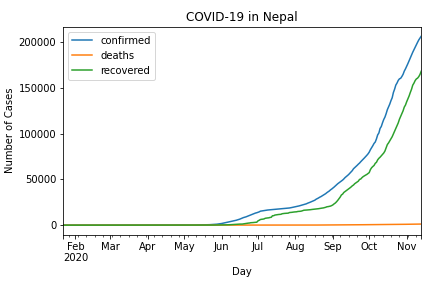 COVID-19 in Nepal
confirmed
deaths
recovered
Number of Cases
200000
150000
100000
50000
0
Feb Mar Apr May Jun Jul Aug Sep Oct Nov
2020
Day